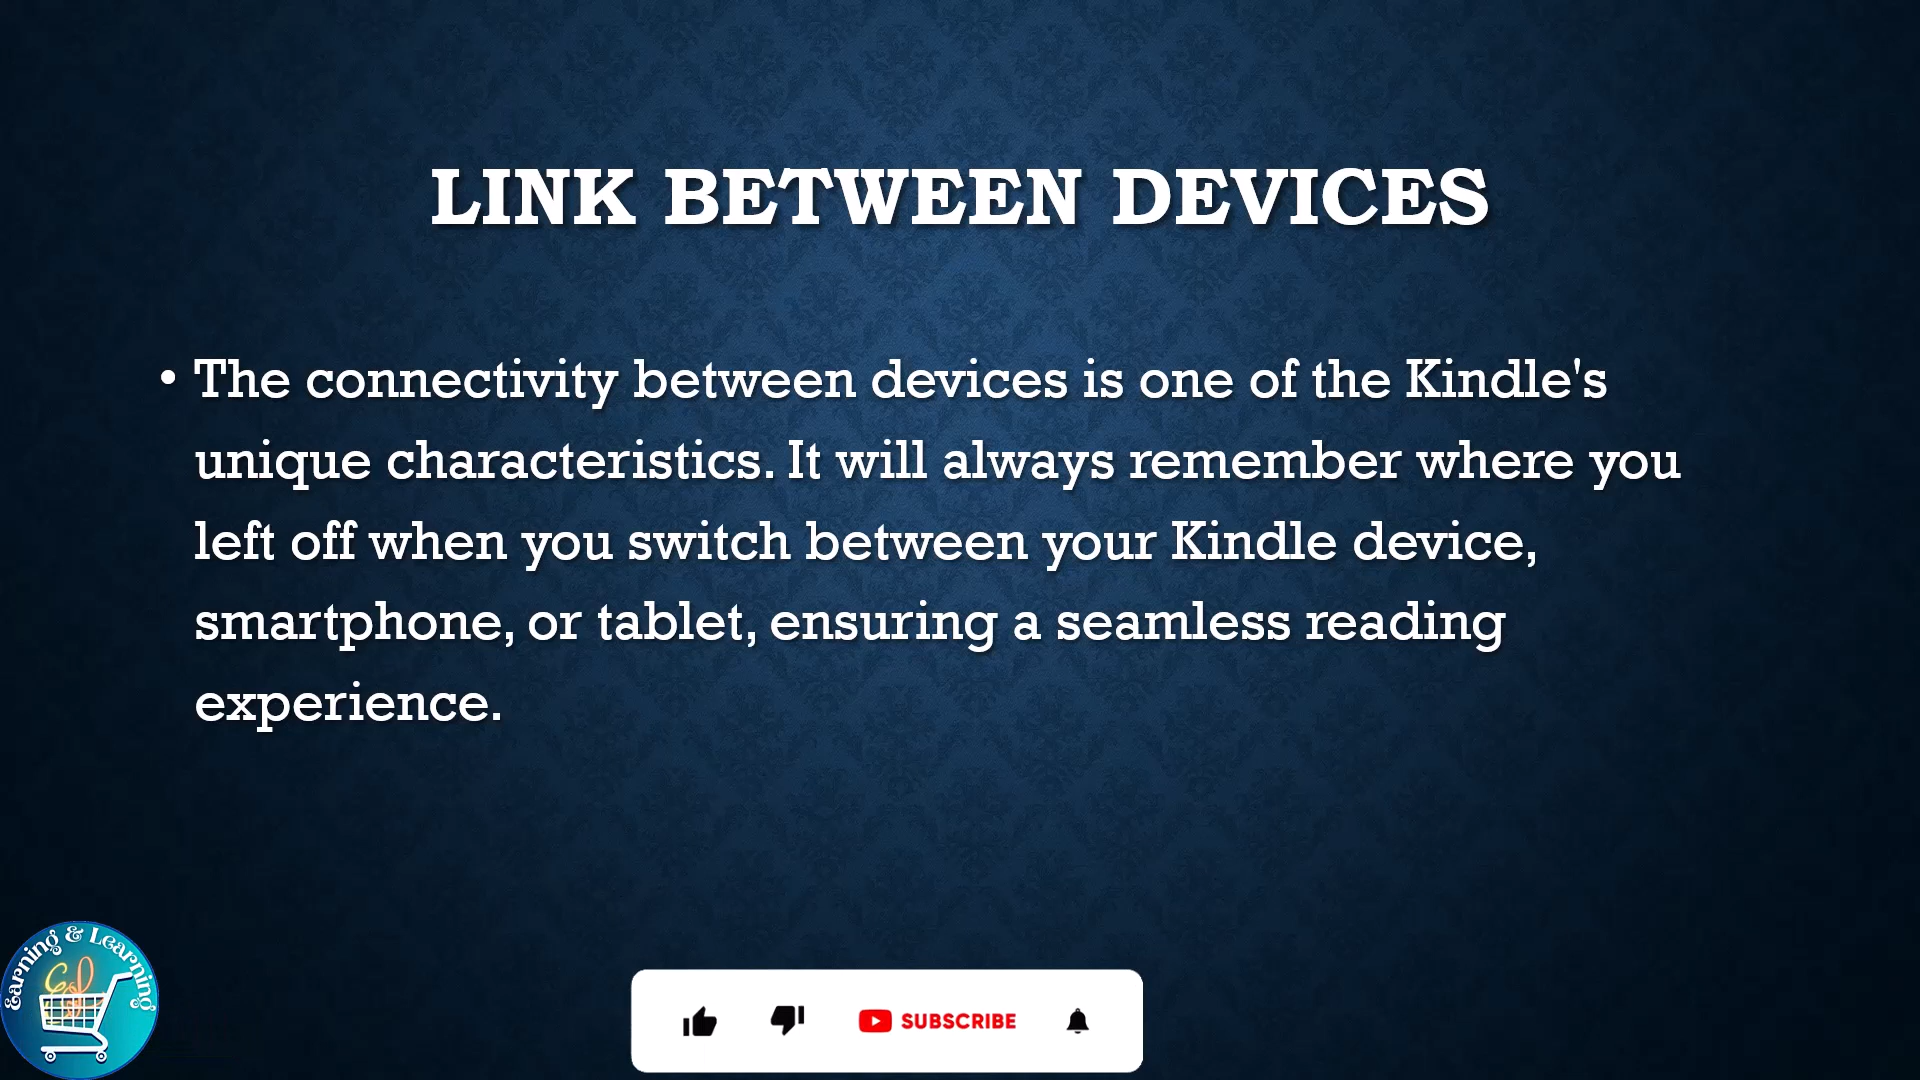 LINK BETWEEN DEVICES
• The connectivity between devices is one of the Kindle's
unique characteristics. It will always remember where you
left off when you switch between your Kindle device,
smartphone, or tablet, ensuring a seamless reading
experience.
Earning & Learning
SUBSCRIBE